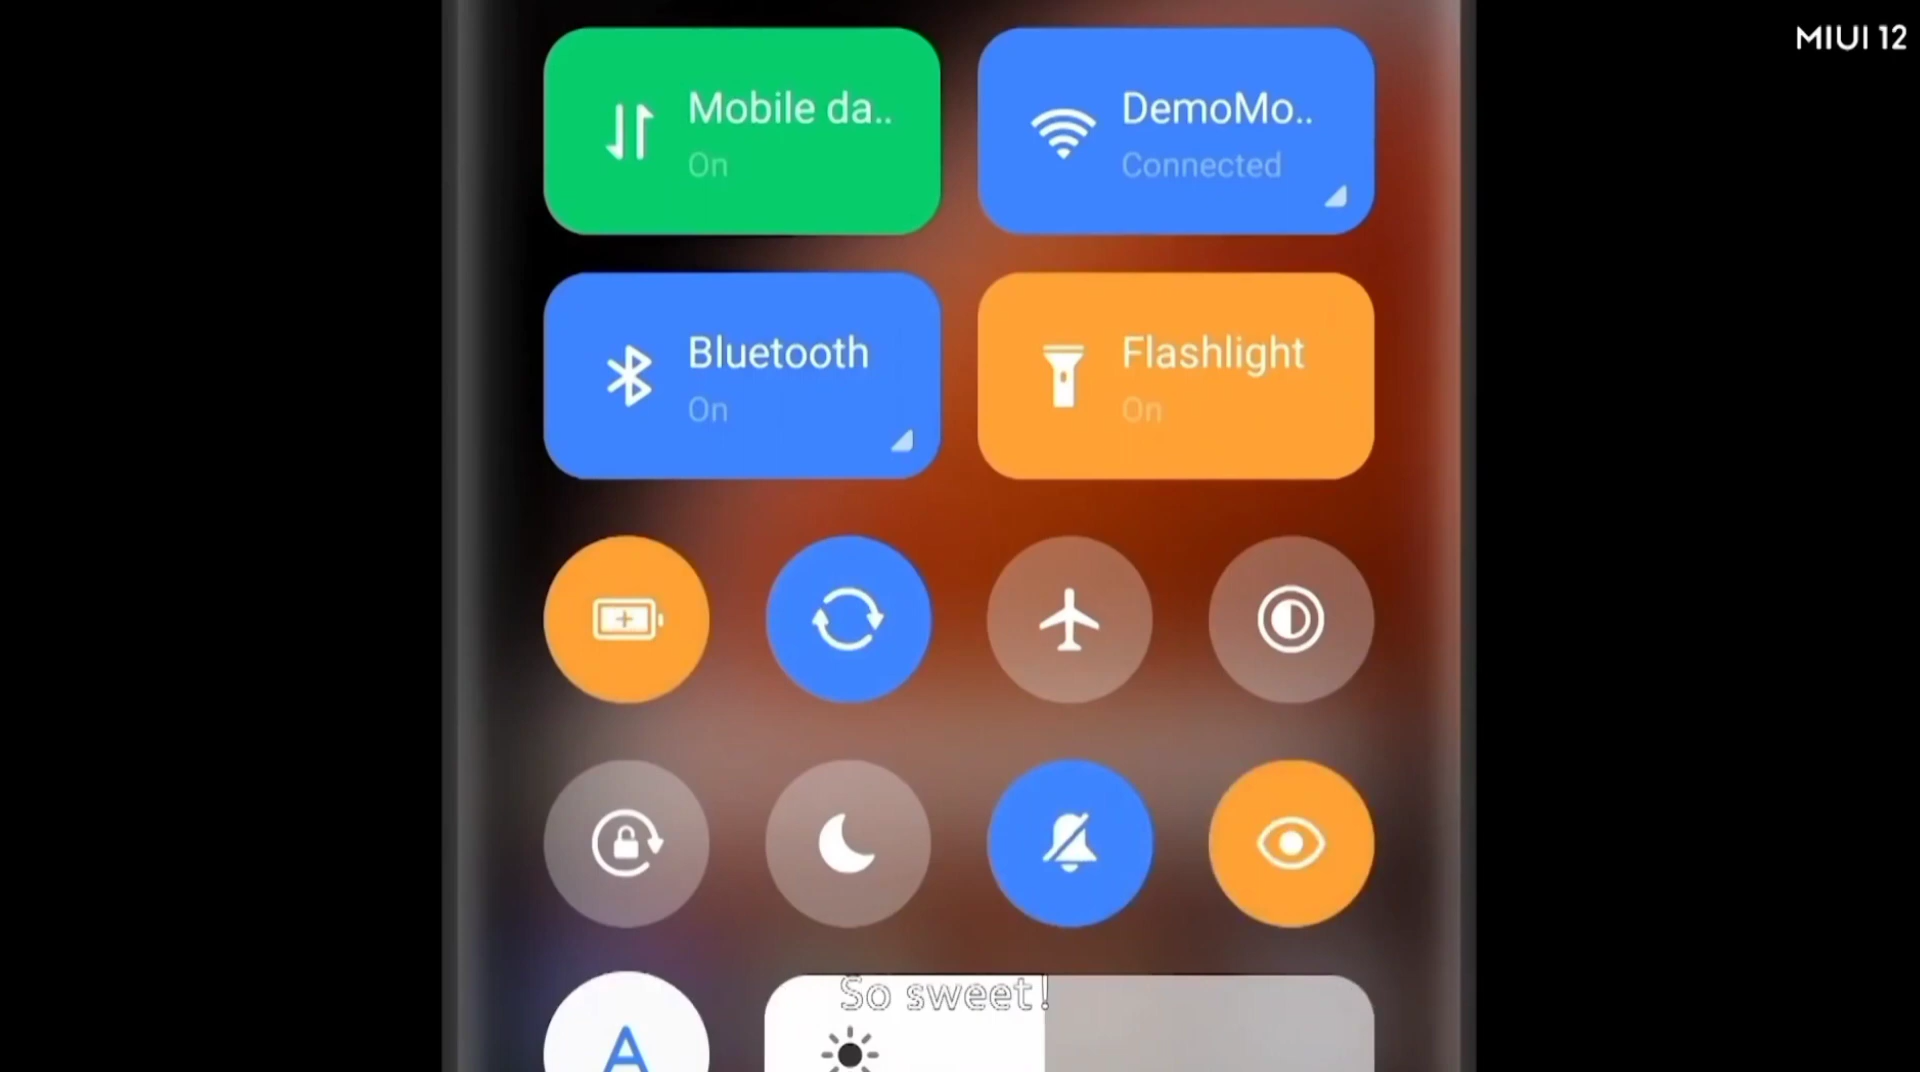 MIUI 12
Mobile da..
On
DemoMo..
Connected
Bluetooth
On
Flashlight
On
So sweet!
A